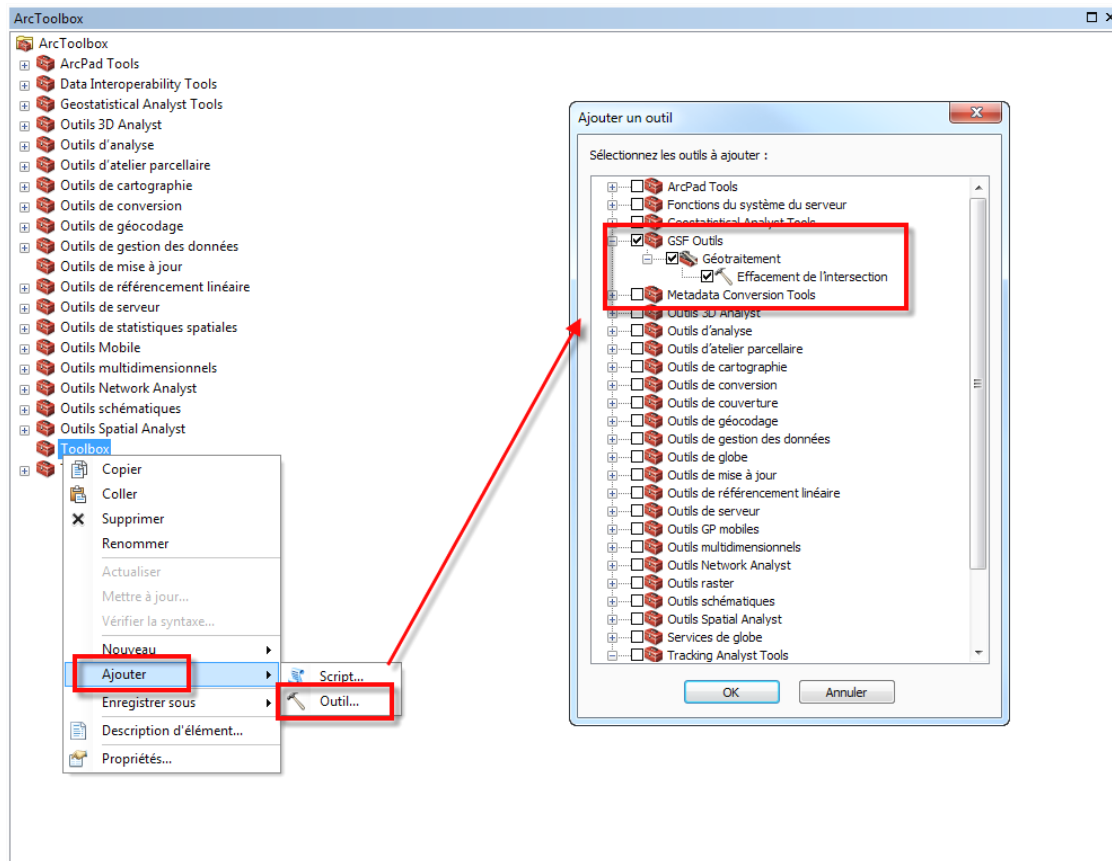 ArcToolbox
ArcToolbox
ArcPad Tools
Data Interoperability Tools
Geostatistical Analyst Tools
Outils 3D Analyst
Outils d'analyse
Outils d'atelier parcellaire
Outils de cartographie
Outils de conversion
Outils de géocodage
Outils de gestion des données
Outils de mise à jour
Outils de référencement linéaire
Outils de serveur
Outils de statistiques spatiales
Outils Mobile
Outils multidimensionnels
Outils Network Analyst
Outils schématiques
Outils Spatial Analyst
Toolbox
Copier
Coller
Supprimer
Renommer
Actualiser
Mettre à jour...
Vérifier la syntaxe...
Nouveau
Ajouter
Enregistrer sous
Description d'élément...
Propriétés...
Script...
Outil...
Ajouter un outil
Sélectionnez les outils à ajouter :
ArcPad Tools
Fonctions du système du serveur
Geostatistical Analyst Tools
GSF Outils
Géotraitement
Effacement de l'intersection
Metadata Conversion Tools
Outils 3D Analyst
Outils d'analyse
Outils d'atelier parcellaire
Outils de cartographie
Outils de conversion
Outils de couverture
Outils de géocodage
Outils de gestion des données
Outils de globe
Outils de mise à jour
Outils de référencement linéaire
Outils de serveur
Outils GP mobiles
Outils multidimensionnels
Outils Network Analyst
Outils raster
Outils schématiques
Outils Spatial Analyst
Services de globe
Tracking Analyst Tools
OK
Annuler